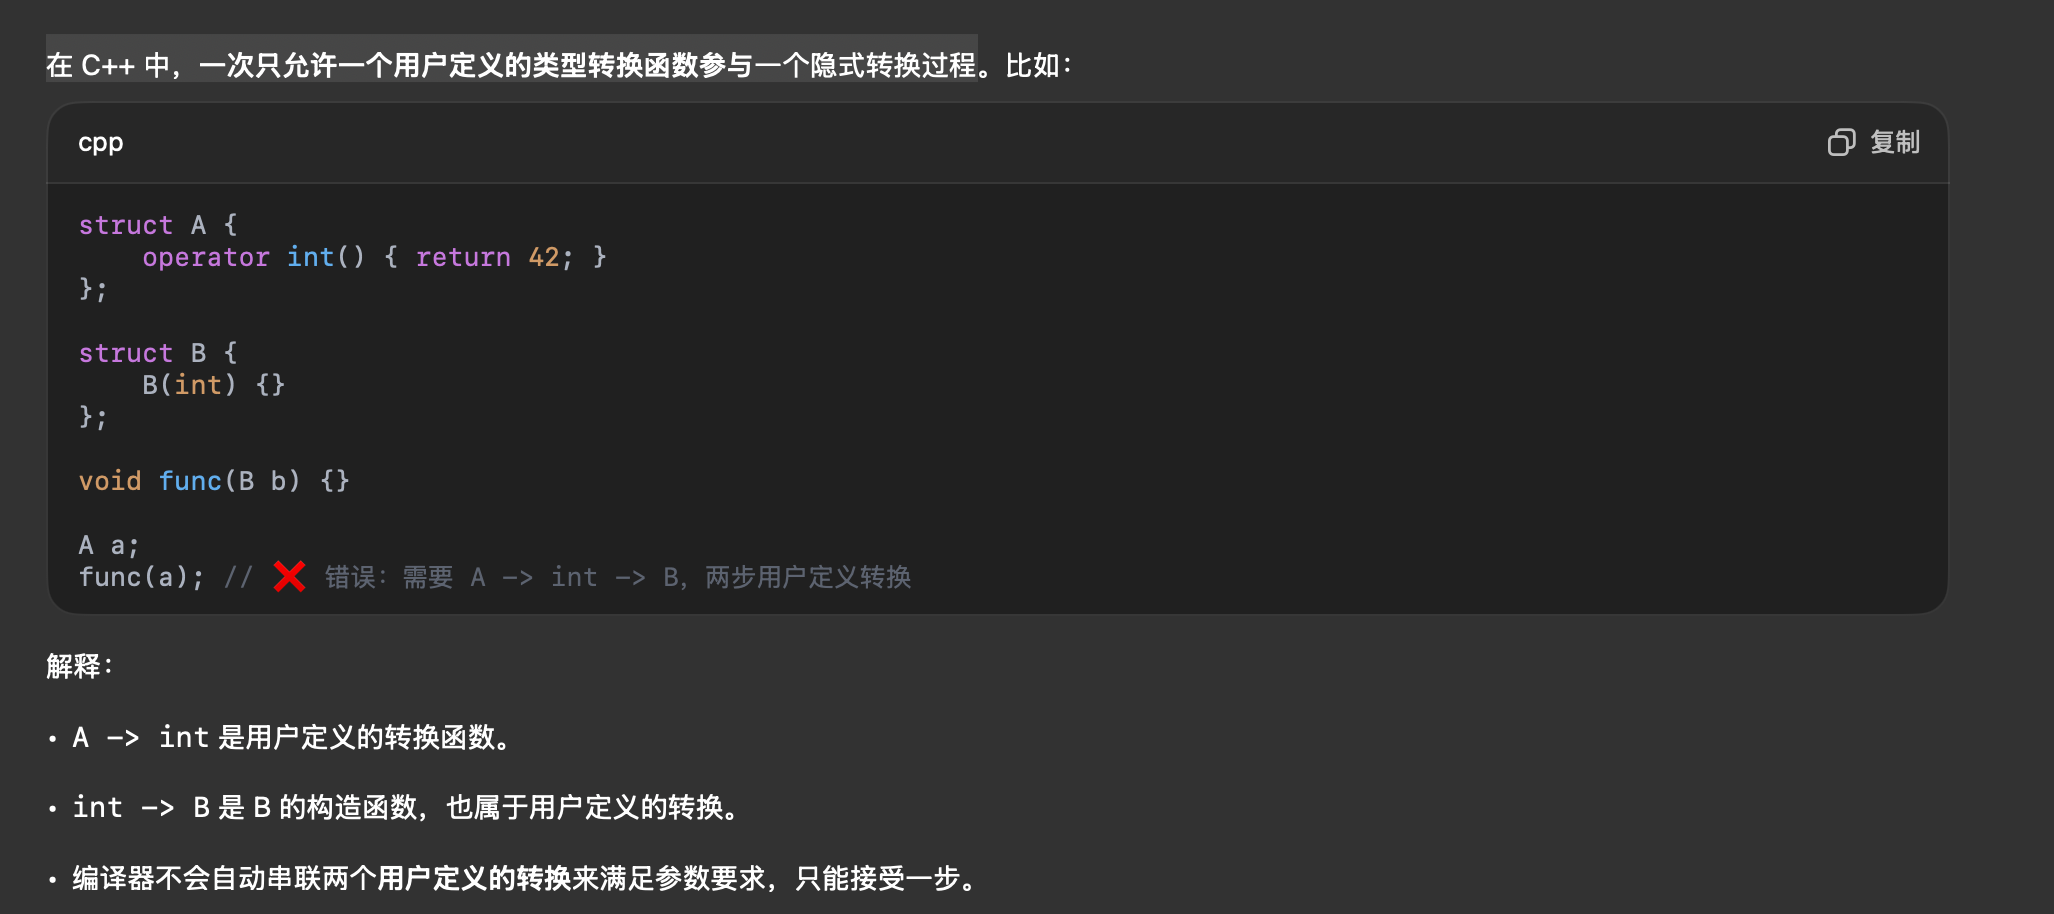 在 C++ 中，一次只允许一个用户定义的类型转换函数参与一个隐式转换过程。比如：
cpp
复制
struct A {
    operator int() { return 42; }
};
struct B {
    B(int) {}
};
void func(B b) {}
A a;
func(a); // ❌ 错误：需要 A -> int -> B，两步用户定义转换
解释：
• A -> int 是用户定义的转换函数。
• int -> B 是 B 的构造函数，也属于用户定义的转换。
• 编译器不会自动串联两个用户定义的转换来满足参数要求，只能接受一步。